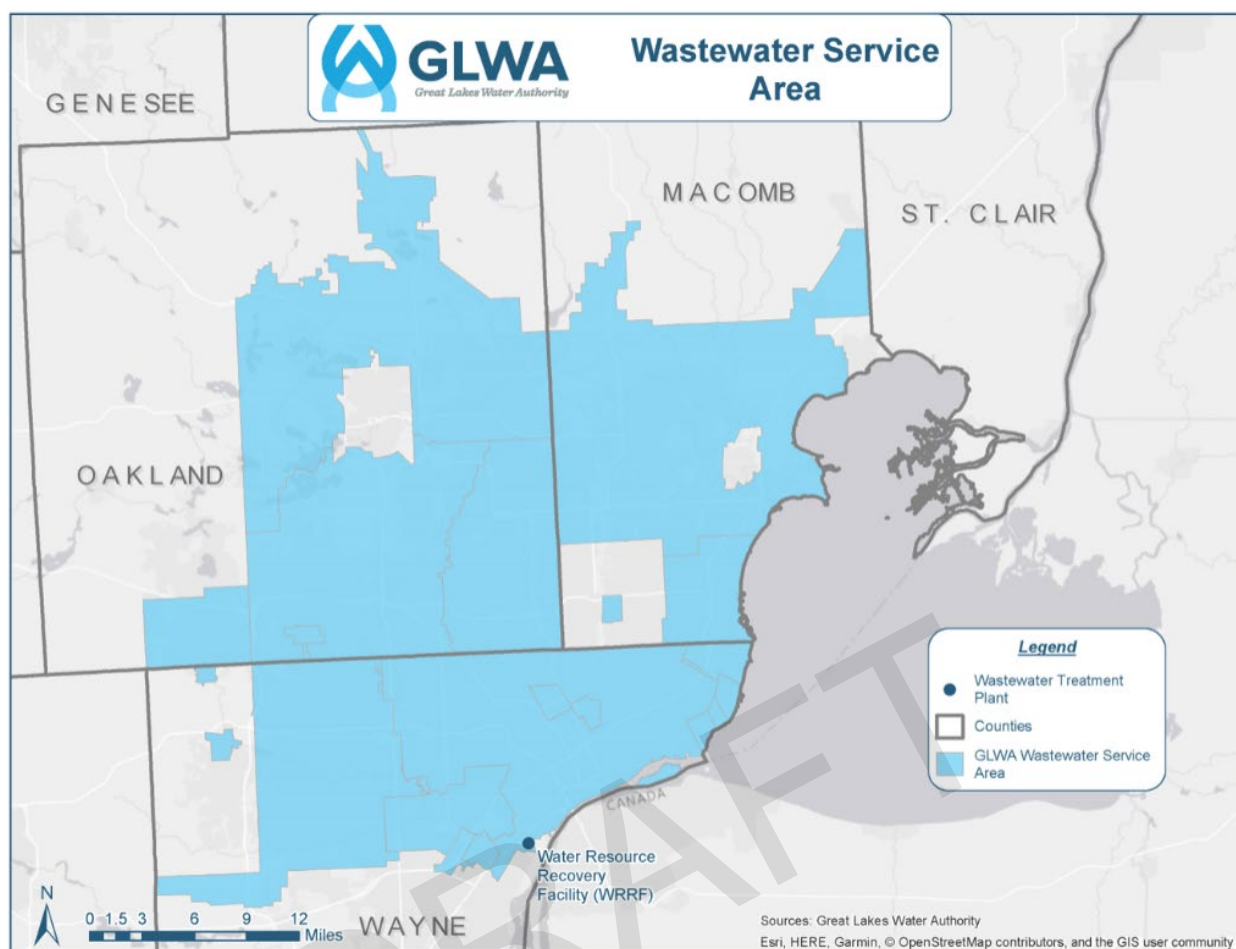 GLWA
Great Lakes Water Authority
Wastewater Service
Area
GENESEE
MACOMB
ST. CLAIR
OAKLAND
Legend
Wastewater Treatment
Plant
Counties
GLWA Wastewater Service
Area
CANADA
Water Resource
Recovery
Facility (WRRF)
WAYNE
N
0 1.5 3 6 9 12
Miles
DRAFT
Sources: Great Lakes Water Authority
Esri, HERE, Garmin, © OpenStreetMap contributors, and the GIS user community